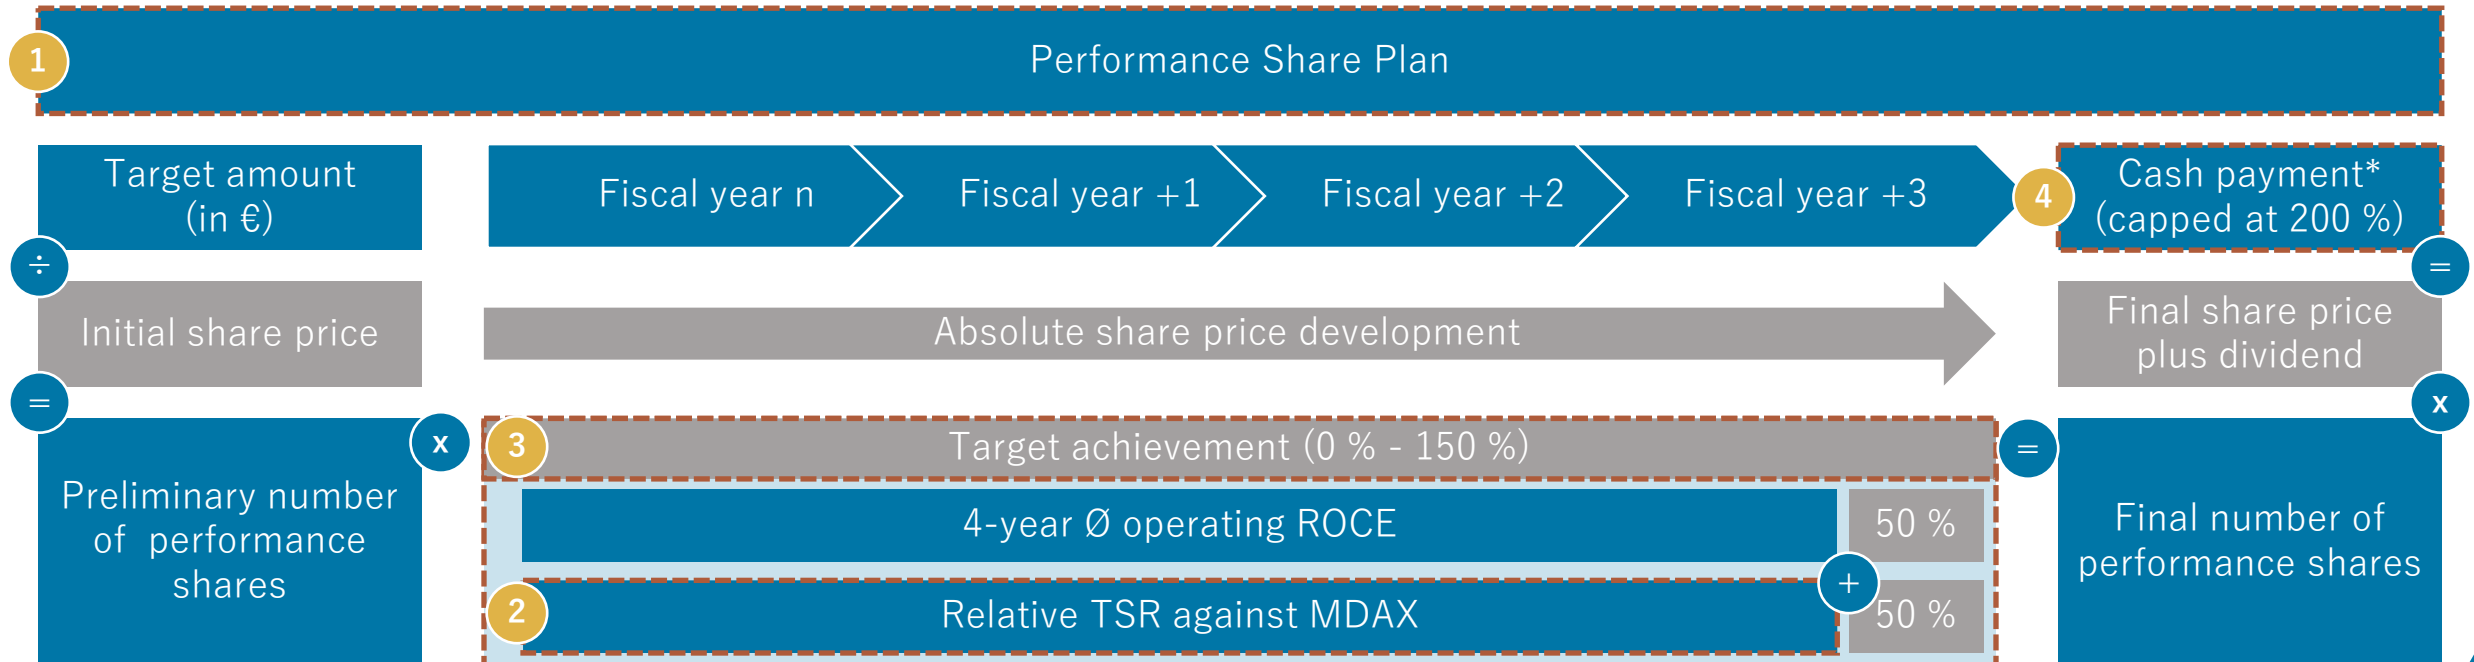 1
Performance Share Plan
Target amount
(in €)
Fiscal year n
Fiscal year +1
Fiscal year +2
Fiscal year +3
4
Cash payment*
(capped at 200 %)
÷
=
Initial share price
Absolute share price development
Final share price
plus dividend
=
x
x
3
Target achievement (0 % - 150 %)
=
Preliminary number
of performance
shares
4-year Ø operating ROCE
50 %
Final number of
performance shares
+
2
Relative TSR against MDAX
50 %